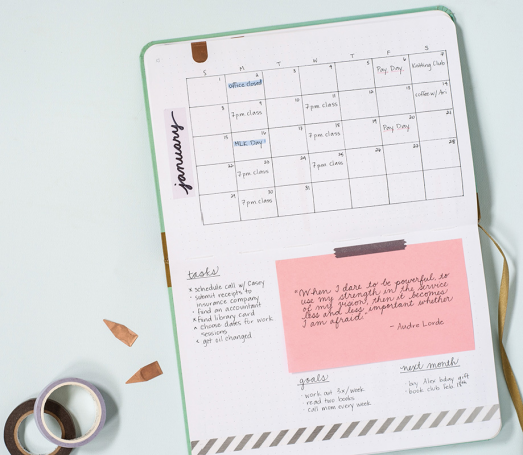 S M T W T F S
1 2 3 4 5 6 7
office closed Pay Day Knitting Club
8 9 10 11 12 13 14
7pm class 7pm class coffee w/
january
15 16 17 18 19 20 21
MLK Day 7pm class Pay Day
22 23 24 25 26 27 28
7pm class 7pm class
29 30 31
7pm class
tasks
* schedule call w/ Casey
- submit receipts to
insurance company
- find an accountant
* find library card
* choose dates for work
sessions
* get oil changed
"When I dare to be powerful, to
use my strength in the service
of my vision, then it becomes
less and less important whether
I am afraid."
- Audre Lorde
goals
· work out 3x/week
· read two books
· call mom every week
next month
· buy Alex bday gift
· book club Feb 18th